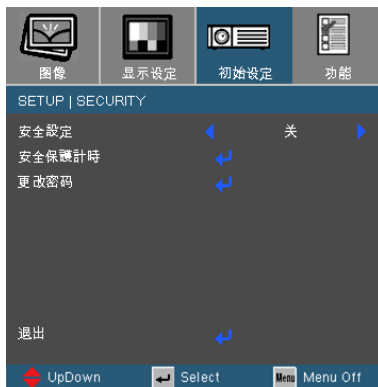 图像 显示设定 初始设定 功能
SETUP | SECURITY
安全設定 关
安全保護計時
更改密码
退出
UpDown Select Menu Menu Off